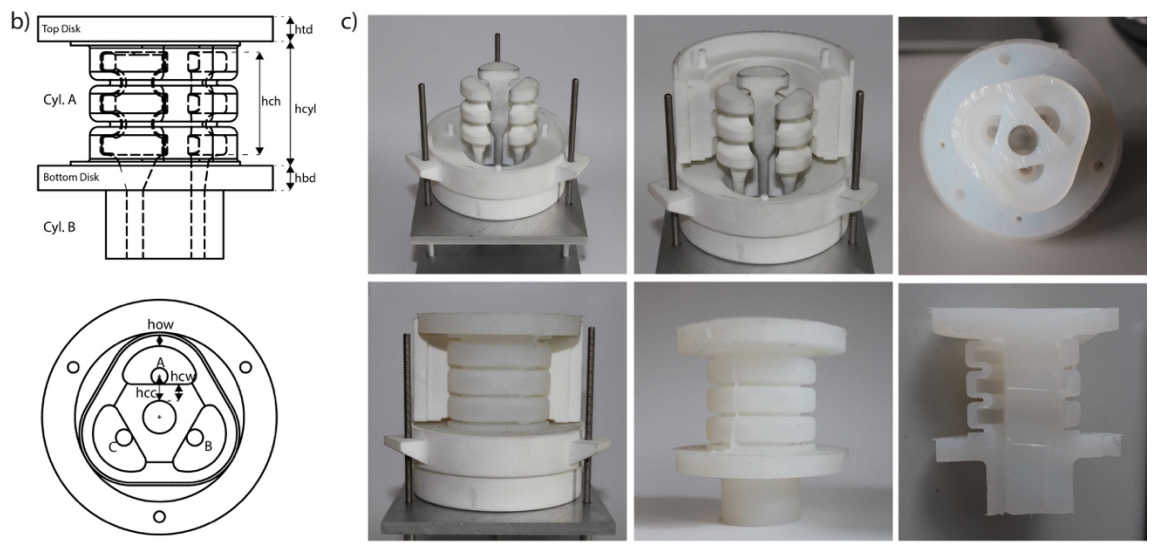 b)
Top Disk
htd
Cyl. A
hch
hcyl
Bottom Disk
hbd
Cyl. B
how
A
hcw
hcc
C
B
c)